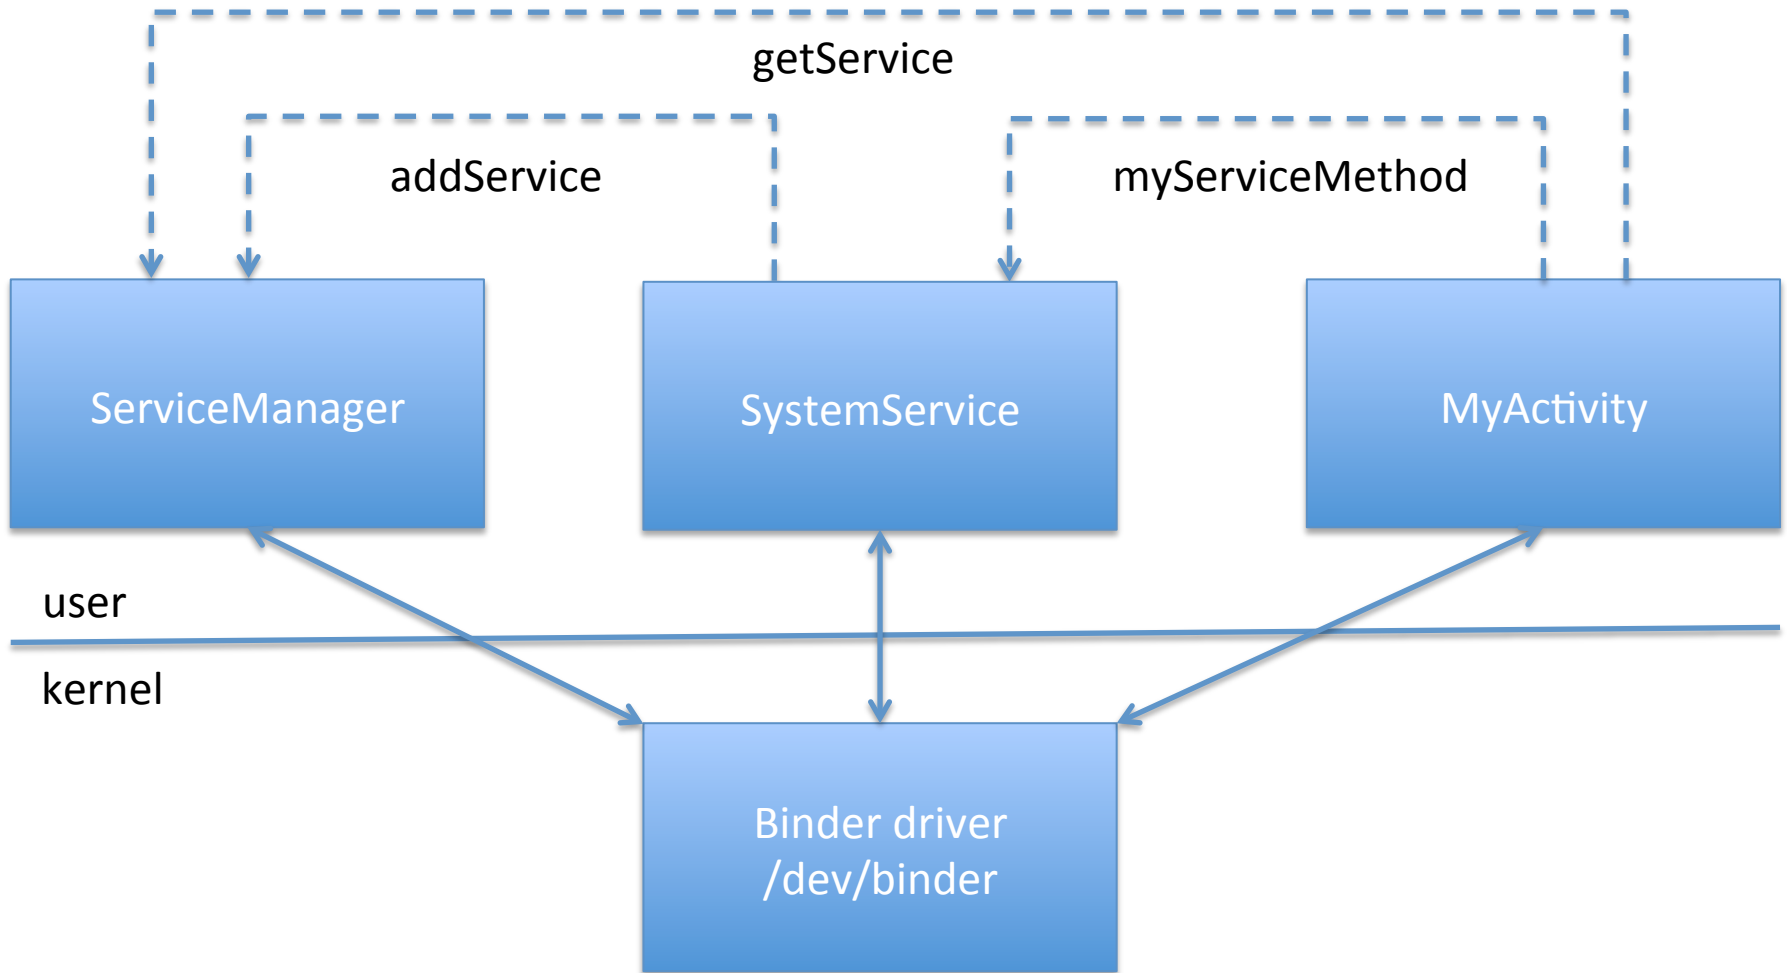 getService
addService
myServiceMethod
ServiceManager
SystemService
MyActivity
user
kernel
Binder driver
/dev/binder